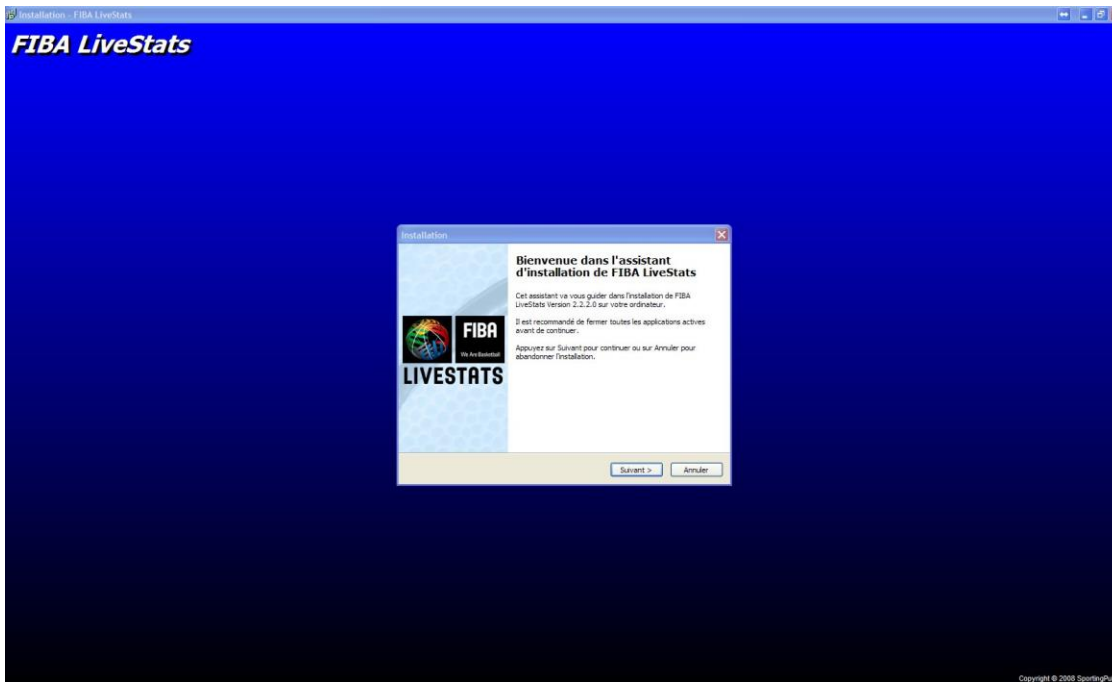 Installation - FIBA LiveStats
FIBA LiveStats
Installation
Bienvenue dans l'assistant
d'installation de FIBA LiveStats
Cet assistant va vous guider dans l'installation de FIBA
LiveStats Version 2.2.2.0 sur votre ordinateur.
Il est recommandé de fermer toutes les applications actives
avant de continuer.
Appuyez sur Suivant pour continuer ou sur Annuler pour
abandonner l'installation.
FIBA
We Are Basketball
LIVESTATS
Suivant >
Annuler
Copyright © 2008 SportingPu